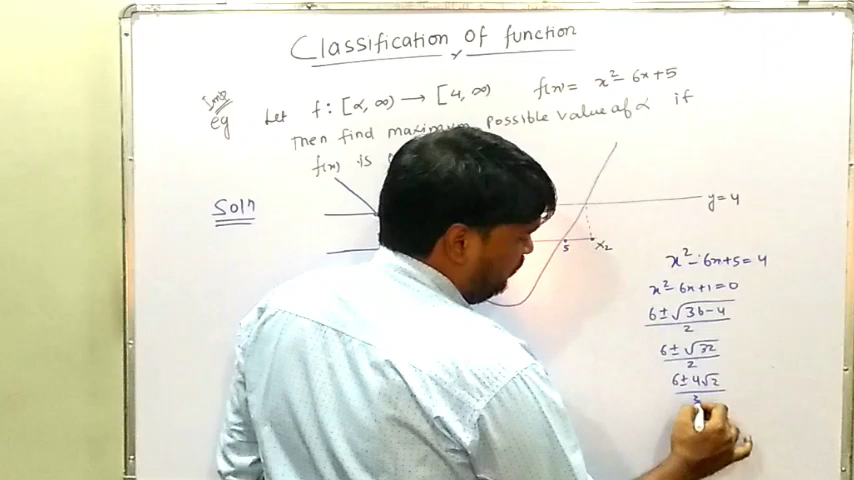 Classification of function
Imp
eg Let f : [α, ∞) → [4, ∞) f(x) = x² - 6x + 5
Then find maximum possible value of α if
f(x) is
Solⁿ
y = 4
5 x₂
x² - 6x + 5 = 4
x² - 6x + 1 = 0
6 ± √36 - 4 / 2
6 ± √32 / 2
6 ± 4√2